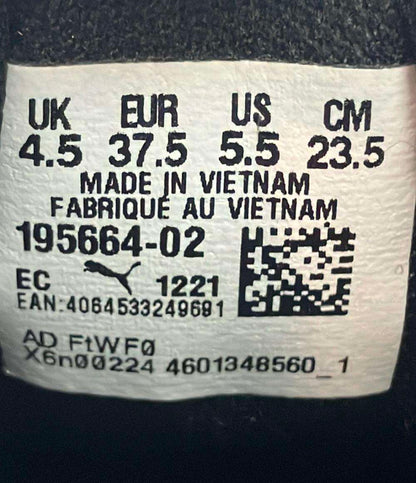 UK EUR US CM
4.5 37.5 5.5 23.5
MADE IN VIETNAM
FABRIQUÉ AU VIETNAM
195664-02
EC 1221
EAN:4064533249691
AD FtWF0
X6n00224 4601348560_1